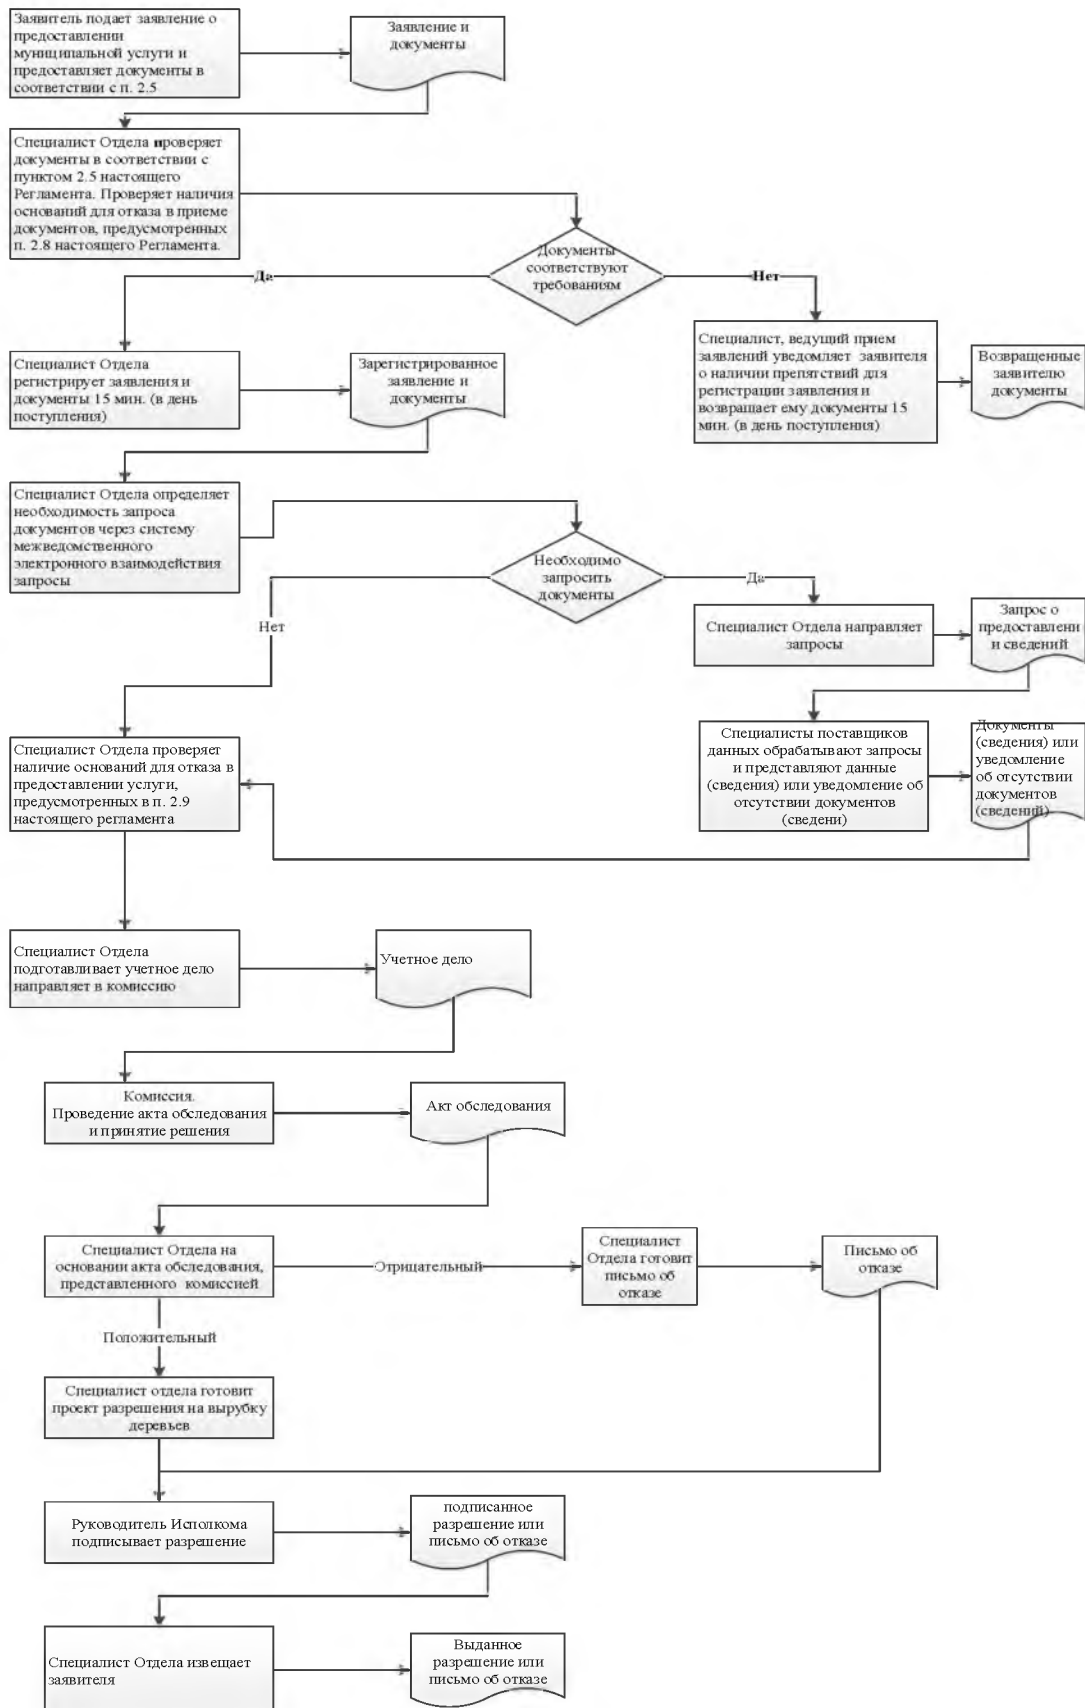 Заявитель подает заявление о
предоставлении
муниципальной услуги и
предоставляет документы в
соответствии с п. 2.5
Заявление и
документы
Специалист Отдела проверяет
документы в соответствии с
пунктом 2.5 настоящего
Регламента. Проверяет наличия
оснований для отказа в приеме
документов, предусмотренных
п. 2.8 настоящего Регламента.
Документы
соответствуют
требованиям
Да
Нет
Специалист Отдела
регистрирует заявления и
документы 15 мин. (в день
поступления)
Зарегистрированное
заявление и
документы
Специалист, ведущий прием
заявлений уведомляет заявителя
о наличии препятствий для
регистрации заявления и
возвращает ему документы 15
мин. (в день поступления)
Возвращенные
заявителю
документы
Специалист Отдела определяет
необходимость запроса
документов через систему
межведомственного
электронного взаимодействия
запросы
Необходимо
запросить
документы
Да
Нет
Специалист Отдела направляет
запросы
Запрос о
предоставлени
и сведений
Специалист Отдела проверяет
наличие оснований для отказа в
предоставлении услуги,
предусмотренных в п. 2.9
настоящего регламента
Специалисты поставщиков
данных обрабатывают запросы
и представляют данные
(сведения) или уведомление об
отсутствии документов
(сведени)
Документы
(сведения) или
уведомление
об отсутствии
документов
(сведений)
Специалист Отдела
подготавливает учетное дело
направляет в комиссию
Учетное дело
Комиссия.
Проведение акта обследования
и принятие решения
Акт обследования
Специалист Отдела на
основании акта обследования,
представленного комиссией
Отрицательный
Специалист
Отдела готовит
письмо об
отказе
Письмо об
отказе
Положительный
Специалист отдела готовит
проект разрешения на вырубку
деревьев
Руководитель Исполкома
подписывает разрешение
подписанное
разрешение или
письмо об отказе
Специалист Отдела извещает
заявителя
Выданное
разрешение или
письмо об отказе